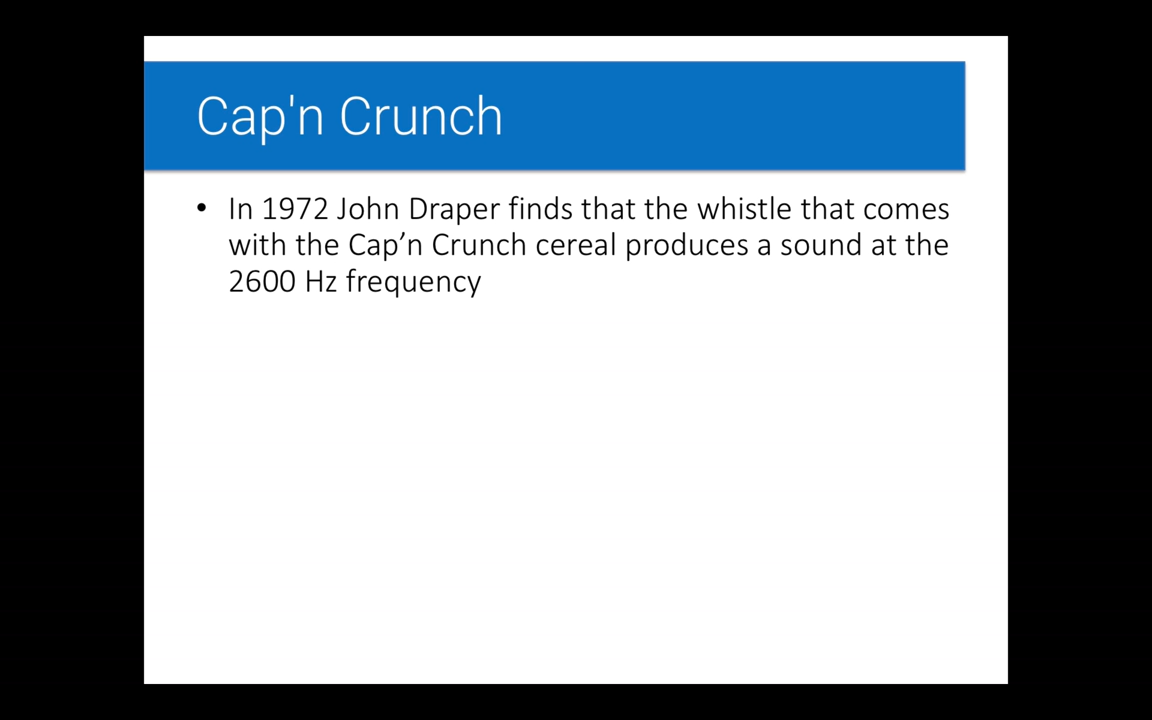 Cap'n Crunch
• In 1972 John Draper finds that the whistle that comes
with the Cap’n Crunch cereal produces a sound at the
2600 Hz frequency